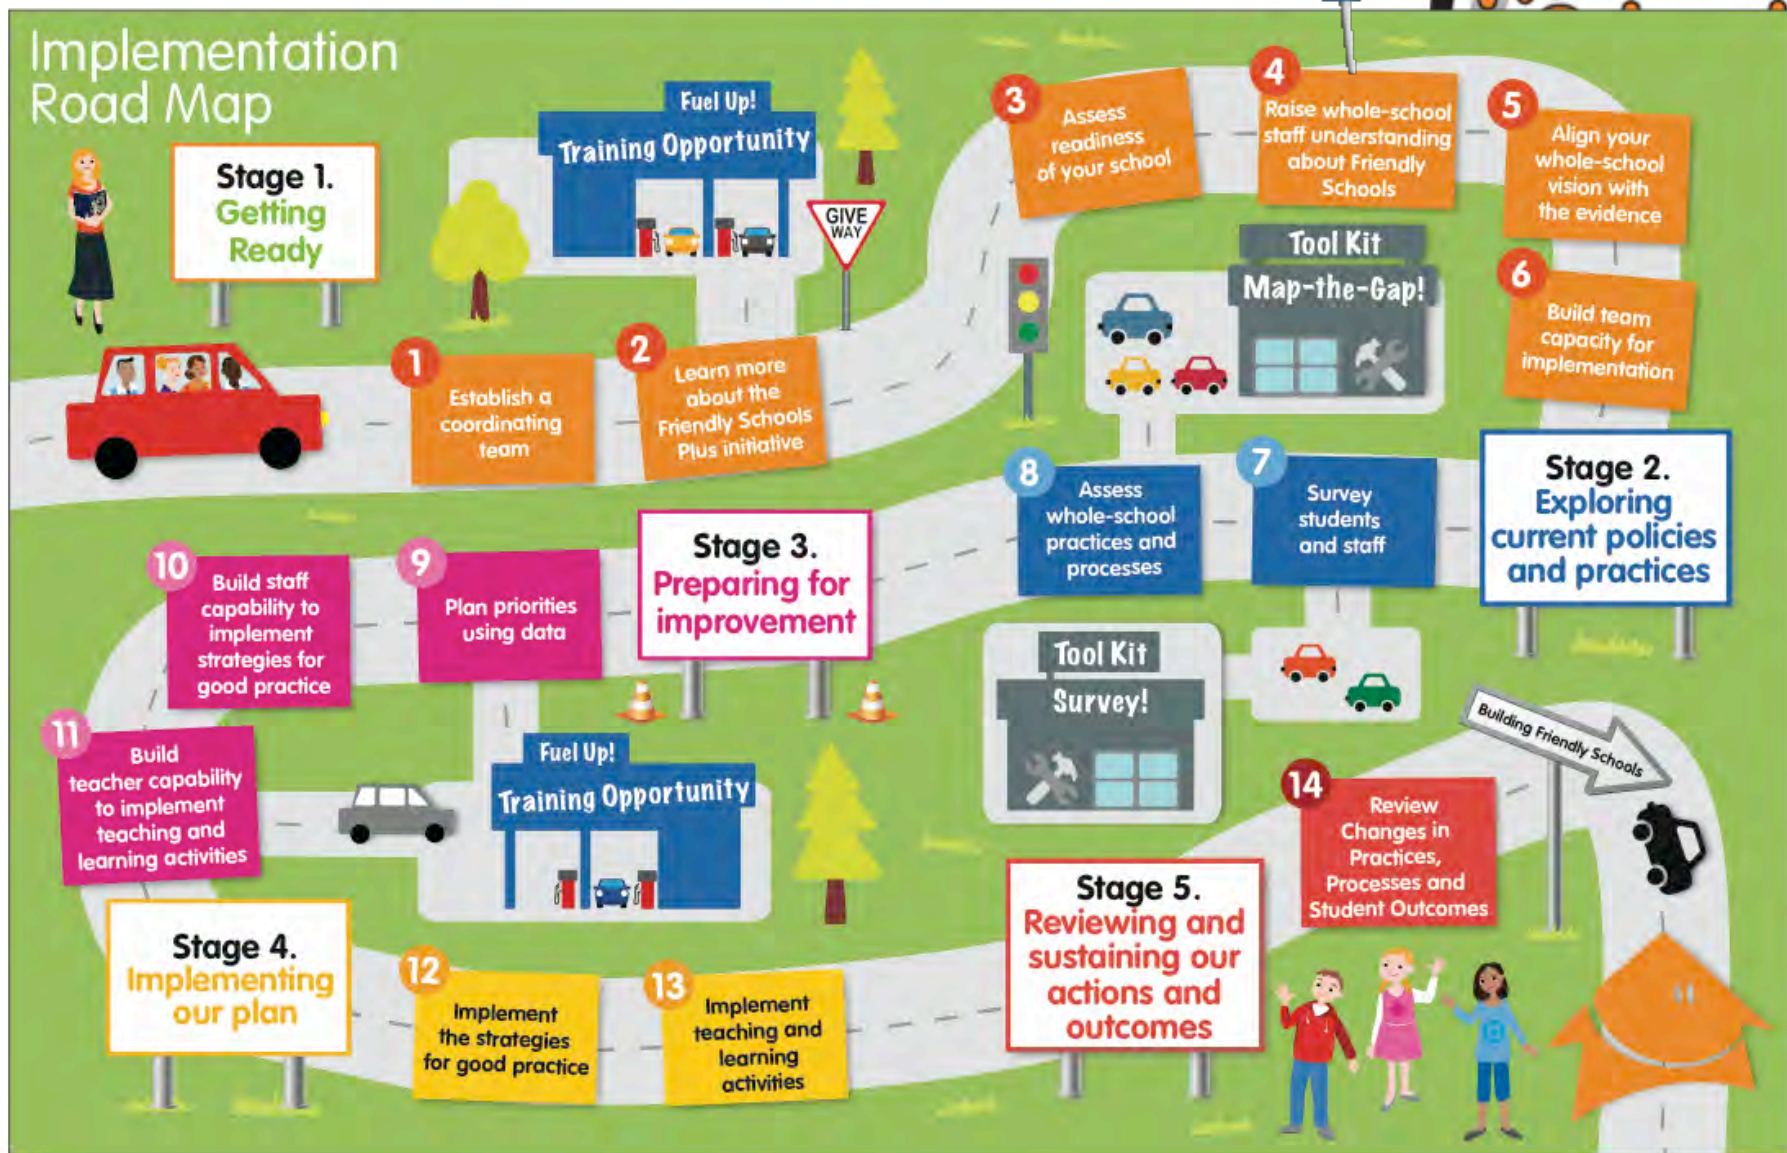 Implementation
Road Map
Stage 1.
Getting
Ready
Fuel Up!
Training Opportunity
GIVE
WAY
1
Establish a
coordinating
team
2
Learn more
about the
Friendly Schools
Plus initiative
3
Assess
readiness
of your school
4
Raise whole-school
staff understanding
about Friendly
Schools
5
Align your
whole-school
vision with
the evidence
6
Build team
capacity for
implementation
Tool Kit
Map-the-Gap!
Stage 2.
Exploring
current policies
and practices
7
Survey
students
and staff
8
Assess
whole-school
practices and
processes
Tool Kit
Survey!
Stage 3.
Preparing for
improvement
9
Plan priorities
using data
10
Build staff
capability to
implement
strategies for
good practice
11
Build
teacher capability
to implement
teaching and
learning activities
Fuel Up!
Training Opportunity
Stage 4.
Implementing
our plan
12
Implement
the strategies
for good practice
13
Implement
teaching and
learning
activities
Stage 5.
Reviewing and
sustaining our
actions and
outcomes
14
Review
Changes in
Practices,
Processes and
Student Outcomes
Building Friendly Schools